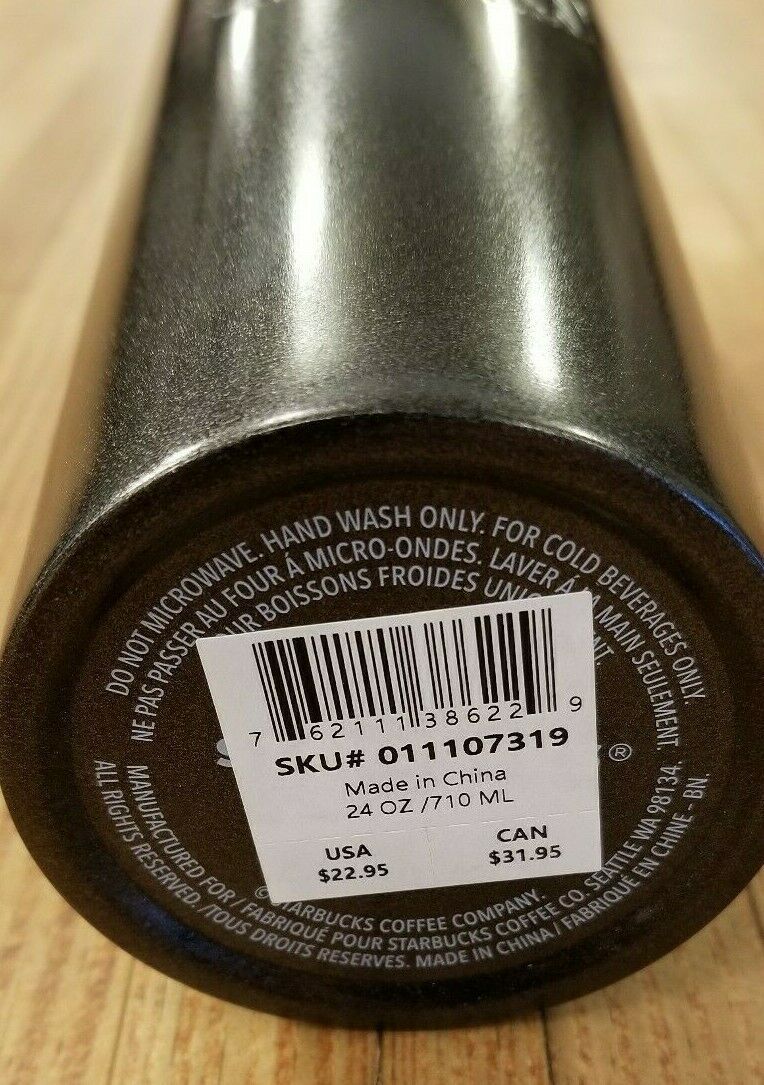 DO NOT MICROWAVE. HAND WASH ONLY. FOR COLD BEVERAGES ONLY.
NE PAS PASSER AU FOUR Á MICRO-ONDES. LAVER Á MAIN SEULEMENT.
BOISSONS FROIDES
7 62111 38622 9
SKU# 011107319
®
Made in China
24 OZ /710 ML
USA
$22.95
CAN
$31.95
© STARBUCKS COFFEE COMPANY.
MANUFACTURED FOR / FABRIQUÉ POUR STARBUCKS COFFEE CO. SEATTLE WA 98134.
ALL RIGHTS RESERVED. /TOUS DROITS RESERVES. MADE IN CHINA / FABRIQUÉ EN CHINE - BN.